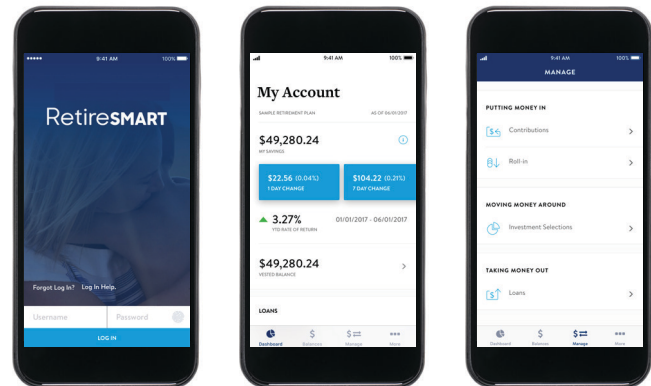 9:41 AM 100%
RetireSMART
Forgot Log In? Log In Help.
Username Password
LOG IN
9:41 AM 100%
My Account
SAMPLE RETIREMENT PLAN AS OF 06/01/2017
$49,280.24
MY SAVINGS
$22.56 (0.04%) $104.22 (0.21%)
1 DAY CHANGE 7 DAY CHANGE
3.27% 01/01/2017 - 06/01/2017
YTD RATE OF RETURN
$49,280.24
VESTED BALANCE
LOANS
Dashboard Balances Manage More
9:41 AM 100%
MANAGE
PUTTING MONEY IN
Contributions
Roll-in
MOVING MONEY AROUND
Investment Selections
TAKING MONEY OUT
Loans
Dashboard Balances Manage More